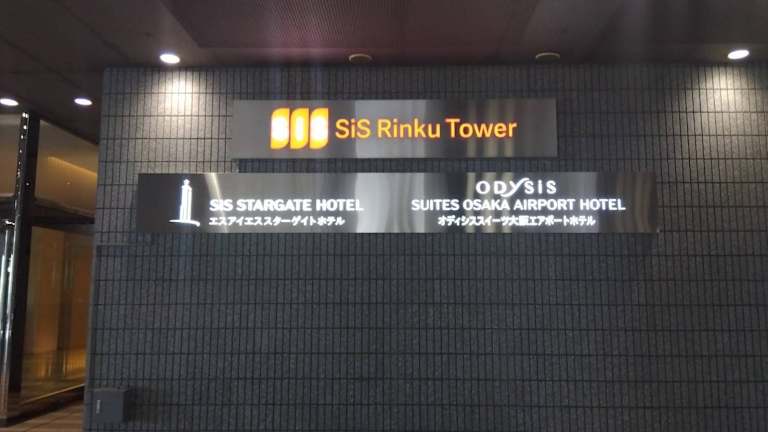 SiS SiS Rinku Tower
SIS STARGATE HOTEL
エスアイエススターゲイトホテル
ODYSIS
SUITES OSAKA AIRPORT HOTEL
オディシススイーツ大阪エアポートホテル